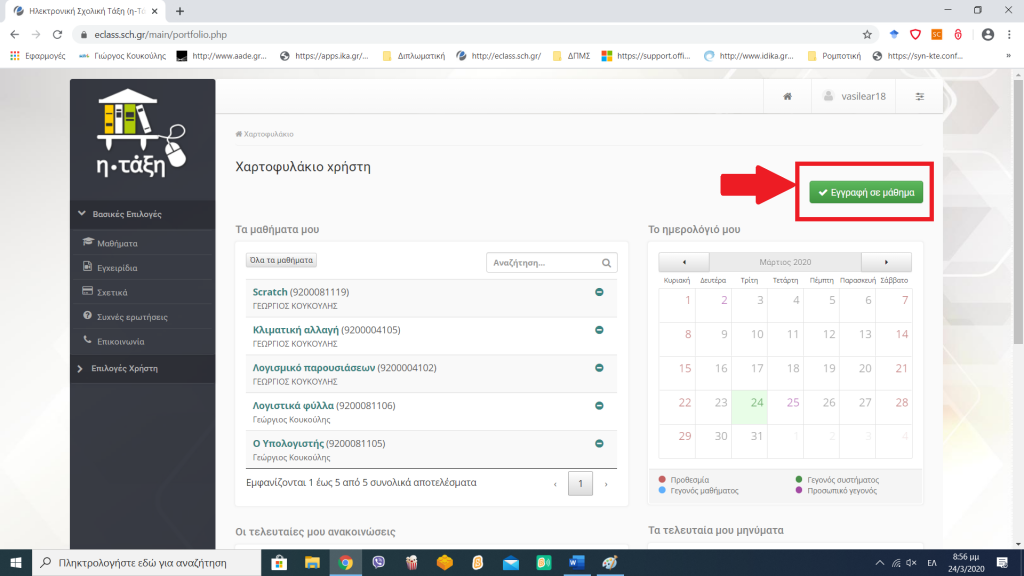 Ηλεκτρονική Σχολική Τάξη (η-Τά
eclass.sch.gr/main/portfolio.php
Εφαρμογές
Γιώργος Κουκούλης
http://www.aade.gr...
https://apps.ika.gr/...
Διπλωματική
http://eclass.sch.gr/
ΔΠΜΣ
https://support.offi...
http://www.idika.gr...
Ρομποτική
https://syn-kte.conf...
»
η·τάξη
vasilear18
Χαρτοφυλάκιο
Χαρτοφυλάκιο χρήστη
Εγγραφή σε μάθημα
Βασικές Επιλογές
Μαθήματα
Εγχειρίδια
Σχετικά
Συχνές ερωτήσεις
Επικοινωνία
Επιλογές Χρήστη
Τα μαθήματα μου
Όλα τα μαθήματα
Αναζήτηση...
Scratch (9200081119)
ΓΕΩΡΓΙΟΣ ΚΟΥΚΟΥΛΗΣ
Κλιματική αλλαγή (9200004105)
ΓΕΩΡΓΙΟΣ ΚΟΥΚΟΥΛΗΣ
Λογισμικό παρουσιάσεων (9200004102)
ΓΕΩΡΓΙΟΣ ΚΟΥΚΟΥΛΗΣ
Λογιστικά φύλλα (9200081106)
Γεώργιος Κουκούλης
Ο Υπολογιστής (9200081105)
Γεώργιος Κουκούλης
Εμφανίζονται 1 έως 5 από 5 συνολικά αποτελέσματα
‹ 1 ›
Το ημερολόγιό μου
Μάρτιος 2020
Κυριακή Δευτέρα Τρίτη Τετάρτη Πέμπτη Παρασκευή Σάββατο
1 2 3 4 5 6 7
8 9 10 11 12 13 14
15 16 17 18 19 20 21
22 23 24 25 26 27 28
29 30 31 1 2 3 4
Προθεσμία
Γεγονός συστήματος
Γεγονός μαθήματος
Προσωπικό γεγονός
Οι τελευταίες μου ανακοινώσεις
Τα τελευταία μου μηνύματα
Πληκτρολογήστε εδώ για αναζήτηση
ΕΛ
8:56 μμ
24/3/2020